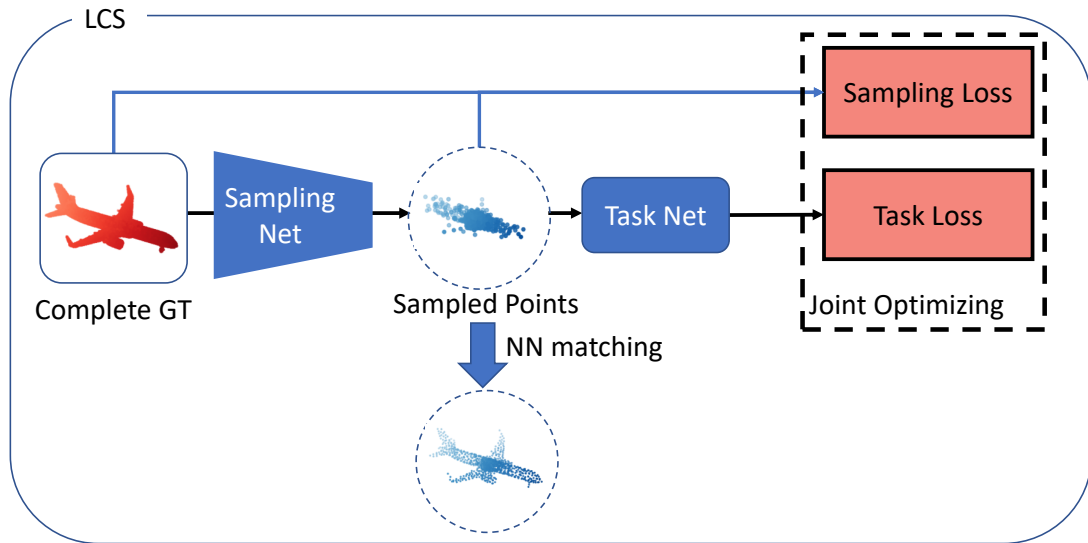 LCS
Sampling Loss
Sampling
Net
Task Net
Task Loss
Complete GT
Sampled Points
Joint Optimizing
NN matching